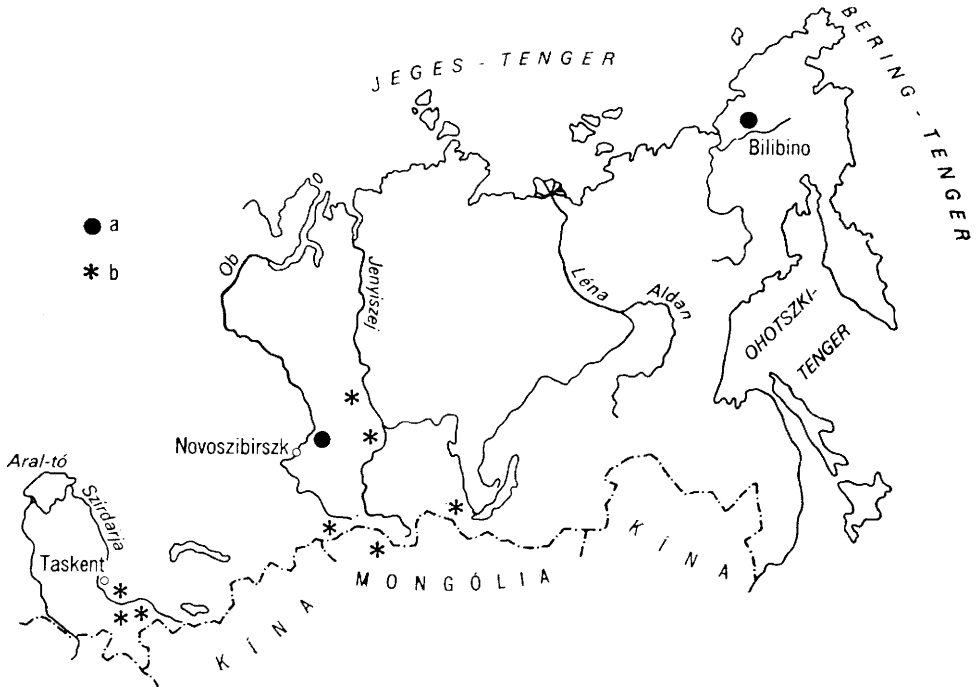 JEGES - TENGER
BERING - TENGER
Bilibino
● a
* b
Ob
Jenyiszej
Léna
Aldan
OHOTSZKI-
TENGER
Novoszibirszk
Aral-tó
Szirdarja
Taskent
KÍNA
MONGÓLIA
KÍNA